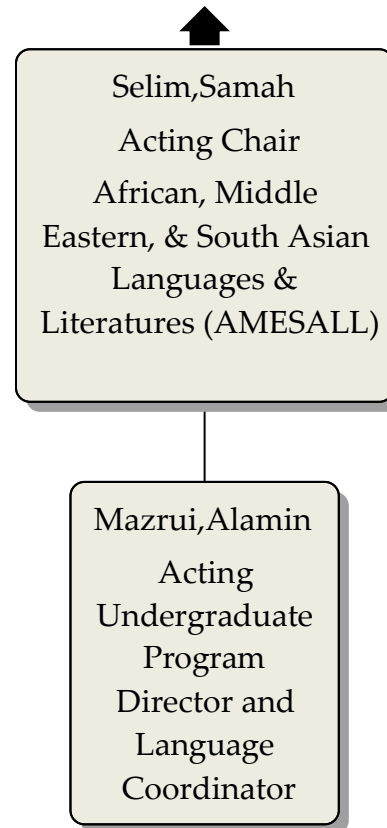 Selim,Samah
Acting Chair
African, Middle
Eastern, & South Asian
Languages &
Literatures (AMESALL)
Mazrui,Alamin
Acting
Undergraduate
Program
Director and
Language
Coordinator